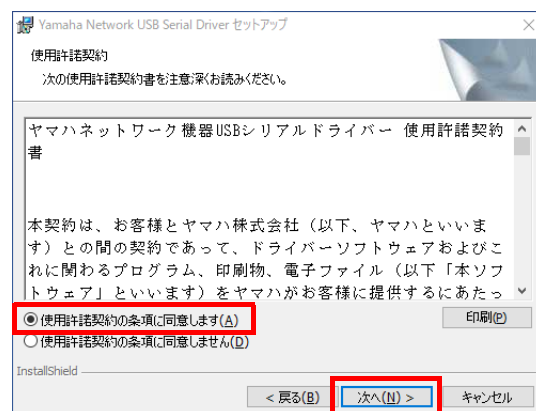 Yamaha Network USB Serial Driver セットアップ
使用許諾契約
次の使用許諾契約書を注意深くお読みください。
ヤマハネットワーク機器USBシリアルドライバー 使用許諾契約
書
本契約は、お客様とヤマハ株式会社（以下、ヤマハといいま
す）との間の契約であって、ドライバーソフトウェアおよびこ
れに関わるプログラム、印刷物、電子ファイル（以下「本ソフ
トウェア」といいます）をヤマハがお客様に提供するにあたっ
使用許諾契約の条項に同意します(A)
印刷(P)
使用許諾契約の条項に同意しません(D)
InstallShield
< 戻る(B)
次へ(N) >
キャンセル